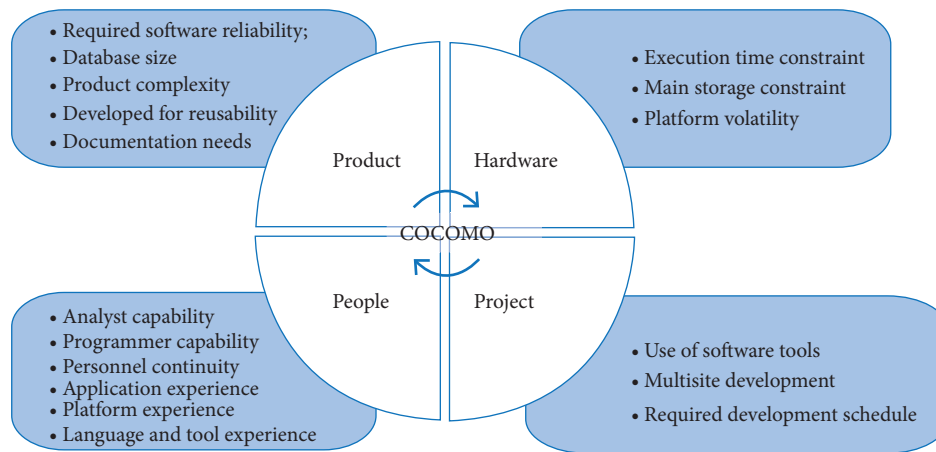 • Required software reliability;
• Database size
• Product complexity
• Developed for reusability
• Documentation needs
• Execution time constraint
• Main storage constraint
• Platform volatility
Product
Hardware
COCOMO
People
Project
• Analyst capability
• Programmer capability
• Personnel continuity
• Application experience
• Platform experience
• Language and tool experience
• Use of software tools
• Multisite development
• Required development schedule